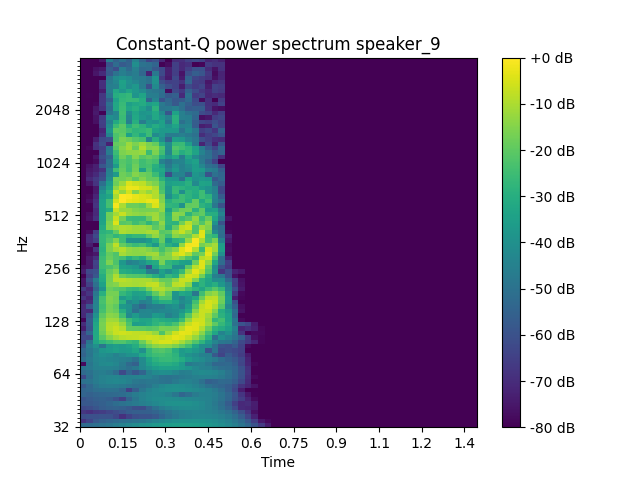 Constant-Q power spectrum speaker_9
+0 dB
2048
-10 dB
1024
-20 dB
512
-30 dB
Hz
-40 dB
256
-50 dB
128
-60 dB
64
-70 dB
32
-80 dB
0 0.15 0.3 0.45 0.6 0.75 0.9 1.1 1.2 1.4
Time